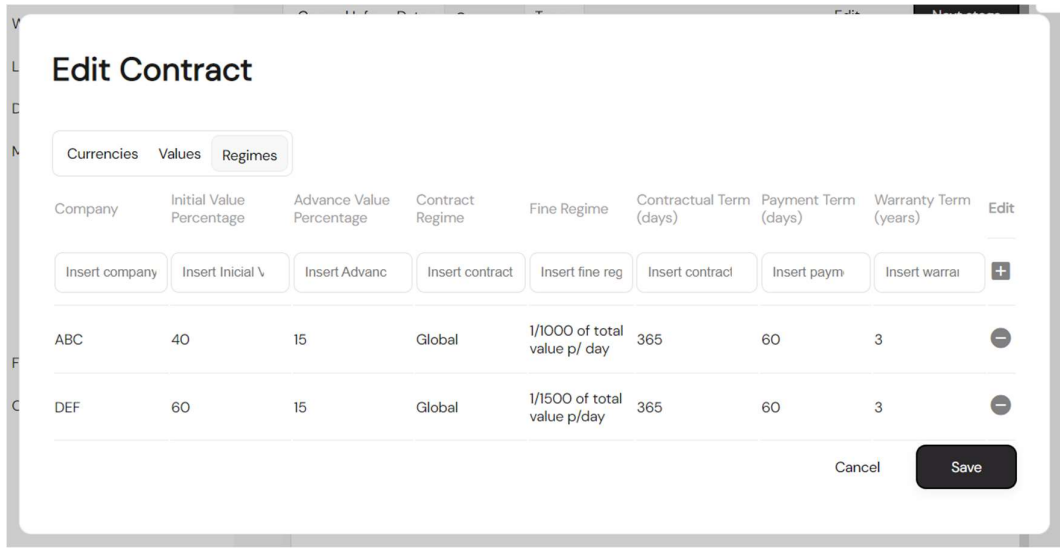 Edit Contract
Currencies Values Regimes
Company Initial Value Percentage Advance Value Percentage Contract Regime Fine Regime Contractual Term (days) Payment Term (days) Warranty Term (years) Edit
Insert company Insert Inicial V Insert Advanc Insert contract Insert fine reg Insert contract Insert paym Insert warrai
ABC 40 15 Global 1/1000 of total value p/ day 365 60 3
DEF 60 15 Global 1/1500 of total value p/day 365 60 3
Cancel Save